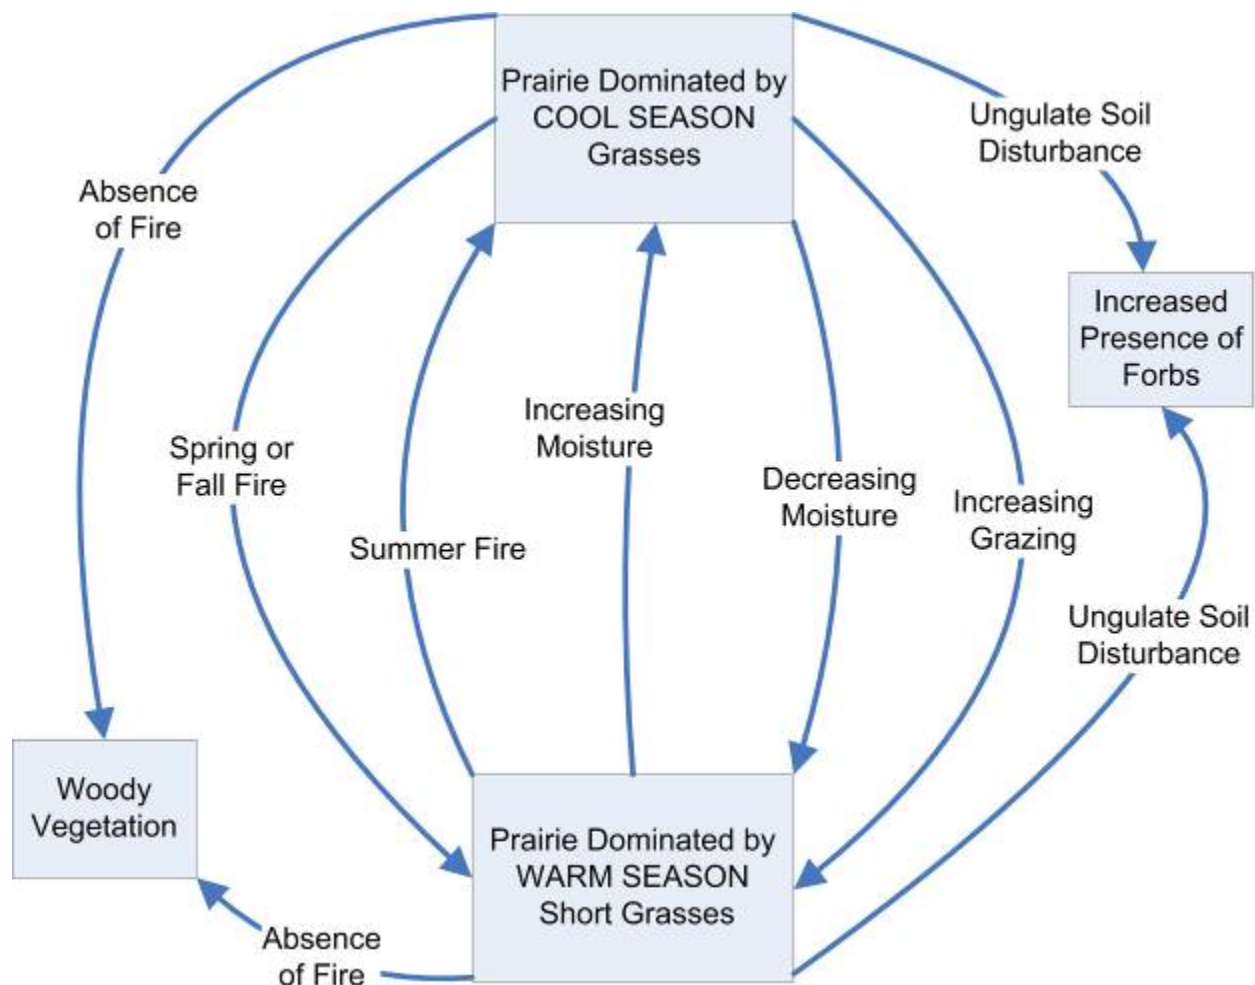 Prairie Dominated by
COOL SEASON
Grasses
Ungulate Soil
Disturbance
Absence
of Fire
Increased
Presence of
Forbs
Increasing
Moisture
Spring or
Fall Fire
Decreasing
Moisture
Increasing
Grazing
Summer Fire
Ungulate Soil
Disturbance
Woody
Vegetation
Prairie Dominated by
WARM SEASON
Short Grasses
Absence
of Fire